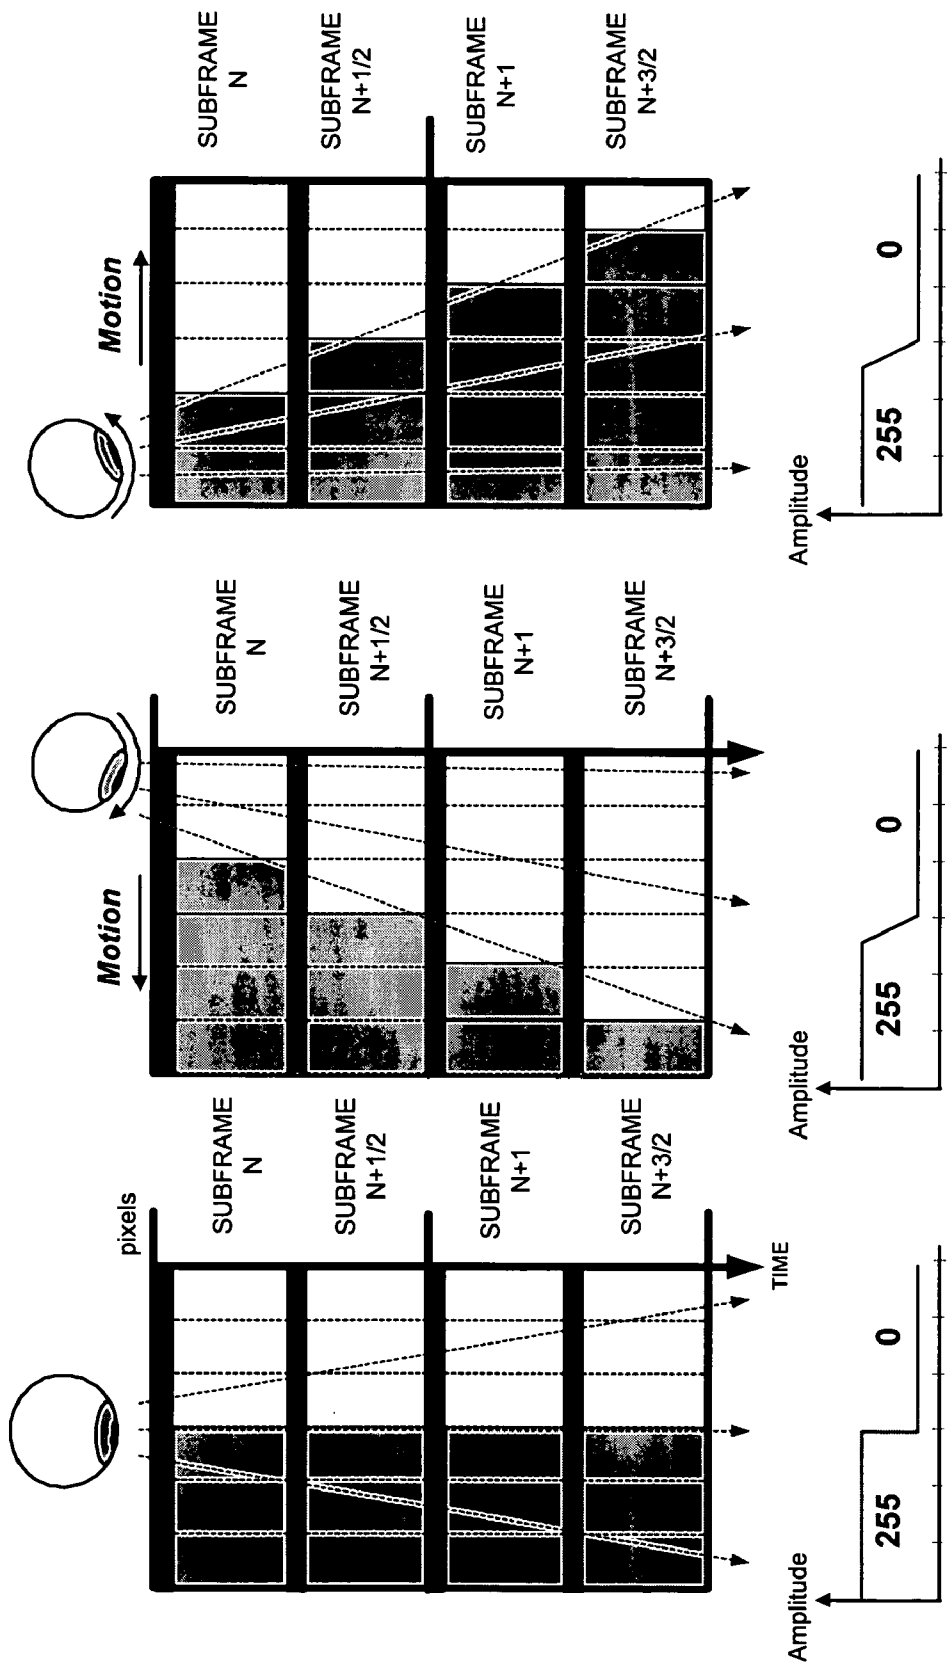 pixels
SUBFRAME
N
SUBFRAME
N+1/2
SUBFRAME
N+1
SUBFRAME
N+3/2
TIME
Amplitude
255
0
Motion
SUBFRAME
N
SUBFRAME
N+1/2
SUBFRAME
N+1
SUBFRAME
N+3/2
Amplitude
255
0
Motion
SUBFRAME
N
SUBFRAME
N+1/2
SUBFRAME
N+1
SUBFRAME
N+3/2
Amplitude
255
0